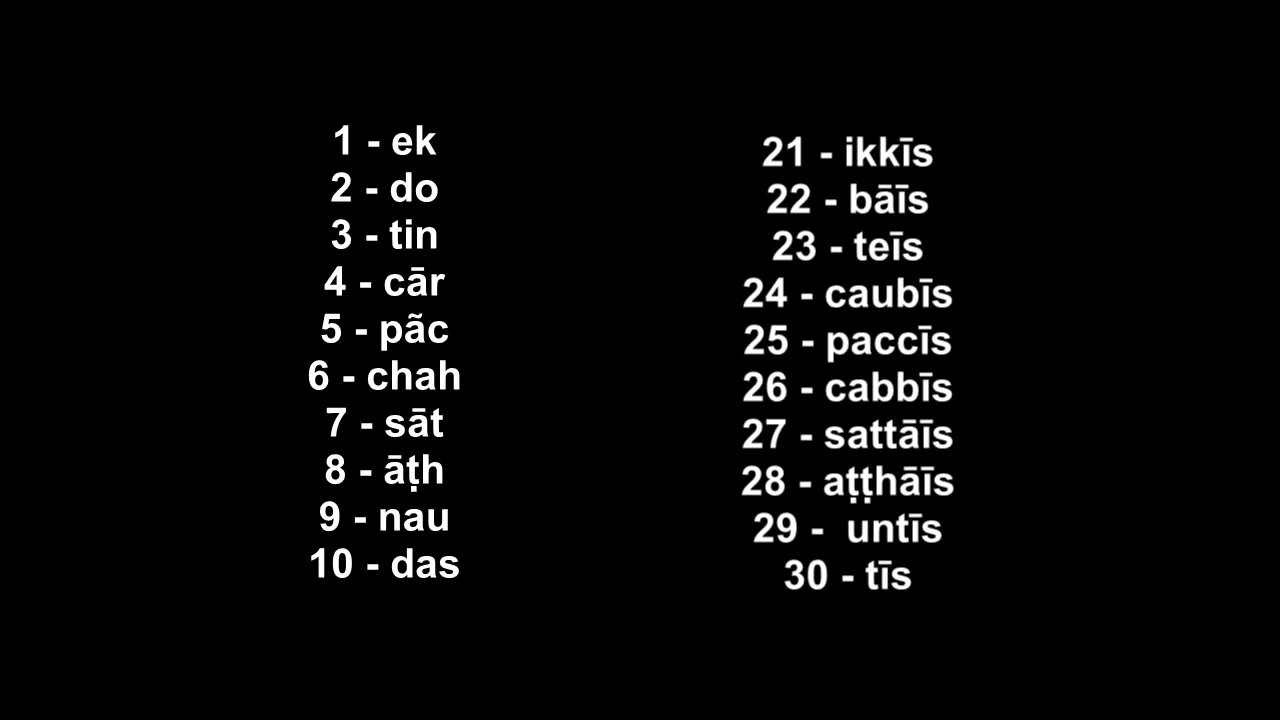 1 - ek
2 - do
3 - tin
4 - cār
5 - pãc
6 - chah
7 - sāt
8 - āṭh
9 - nau
10 - das
21 - ikkīs
22 - bāīs
23 - teīs
24 - caubīs
25 - paccīs
26 - cabbīs
27 - sattāīs
28 - aṭṭhāīs
29 -  untīs
30 - tīs